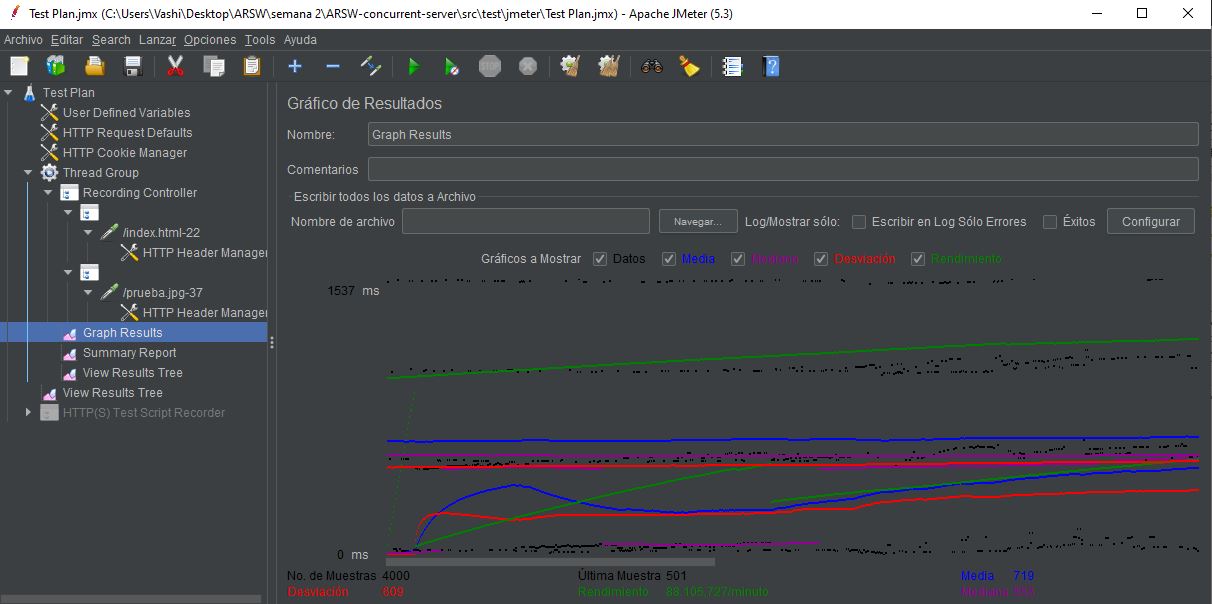 Test Plan.jmx (C:\Users\Vashi\Desktop\ARSW\semana 2\ARSW-concurrent-server\src\test\jmeter\Test Plan.jmx) - Apache JMeter (5.3)
Archivo Editar Search Lanzar Opciones Tools Ayuda
STOP
Test Plan
User Defined Variables
HTTP Request Defaults
HTTP Cookie Manager
Thread Group
Recording Controller
/index.html-22
HTTP Header Manager
/prueba.jpg-37
HTTP Header Manager
Graph Results
Summary Report
View Results Tree
View Results Tree
HTTP(S) Test Script Recorder
Gráfico de Resultados
Nombre: Graph Results
Comentarios
Escribir todos los datos a Archivo
Nombre de archivo Navegar... Log/Mostrar sólo: Escribir en Log Sólo Errores Éxitos Configurar
Gráficos a Mostrar Datos Media Mediana Desviación Rendimiento
1537 ms
0 ms
No. de Muestras 4000 Última Muestra 501 Media 719
Desviación 609 Rendimiento 88.105,727/minuto Mediana